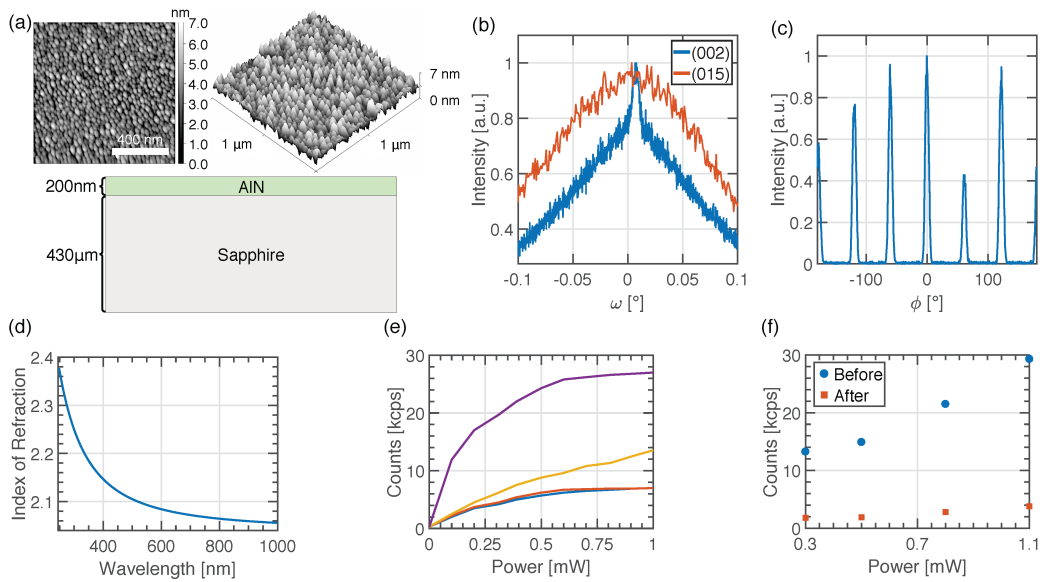 (a)
nm
7.0
6.0
5.0
4.0
3.0
2.0
1.0
0.0
400 nm
7 nm
0 nm
1 µm
1 µm
200nm
AlN
430µm
Sapphire
(b)
Intensity [a.u.]
1
0.8
0.6
0.4
-0.1
-0.05
0
0.05
0.1
ω [°]
(002)
(015)
(c)
Intensity [a.u.]
1
0.8
0.6
0.4
0.2
0
-100
0
100
ϕ [°]
(d)
Index of Refraction
2.4
2.3
2.2
2.1
400
600
800
1000
Wavelength [nm]
(e)
Counts [kcps]
30
20
10
0
0
0.25
0.5
0.75
1
Power [mW]
(f)
Counts [kcps]
30
20
10
0
0.3
0.7
1.1
Power [mW]
Before
After